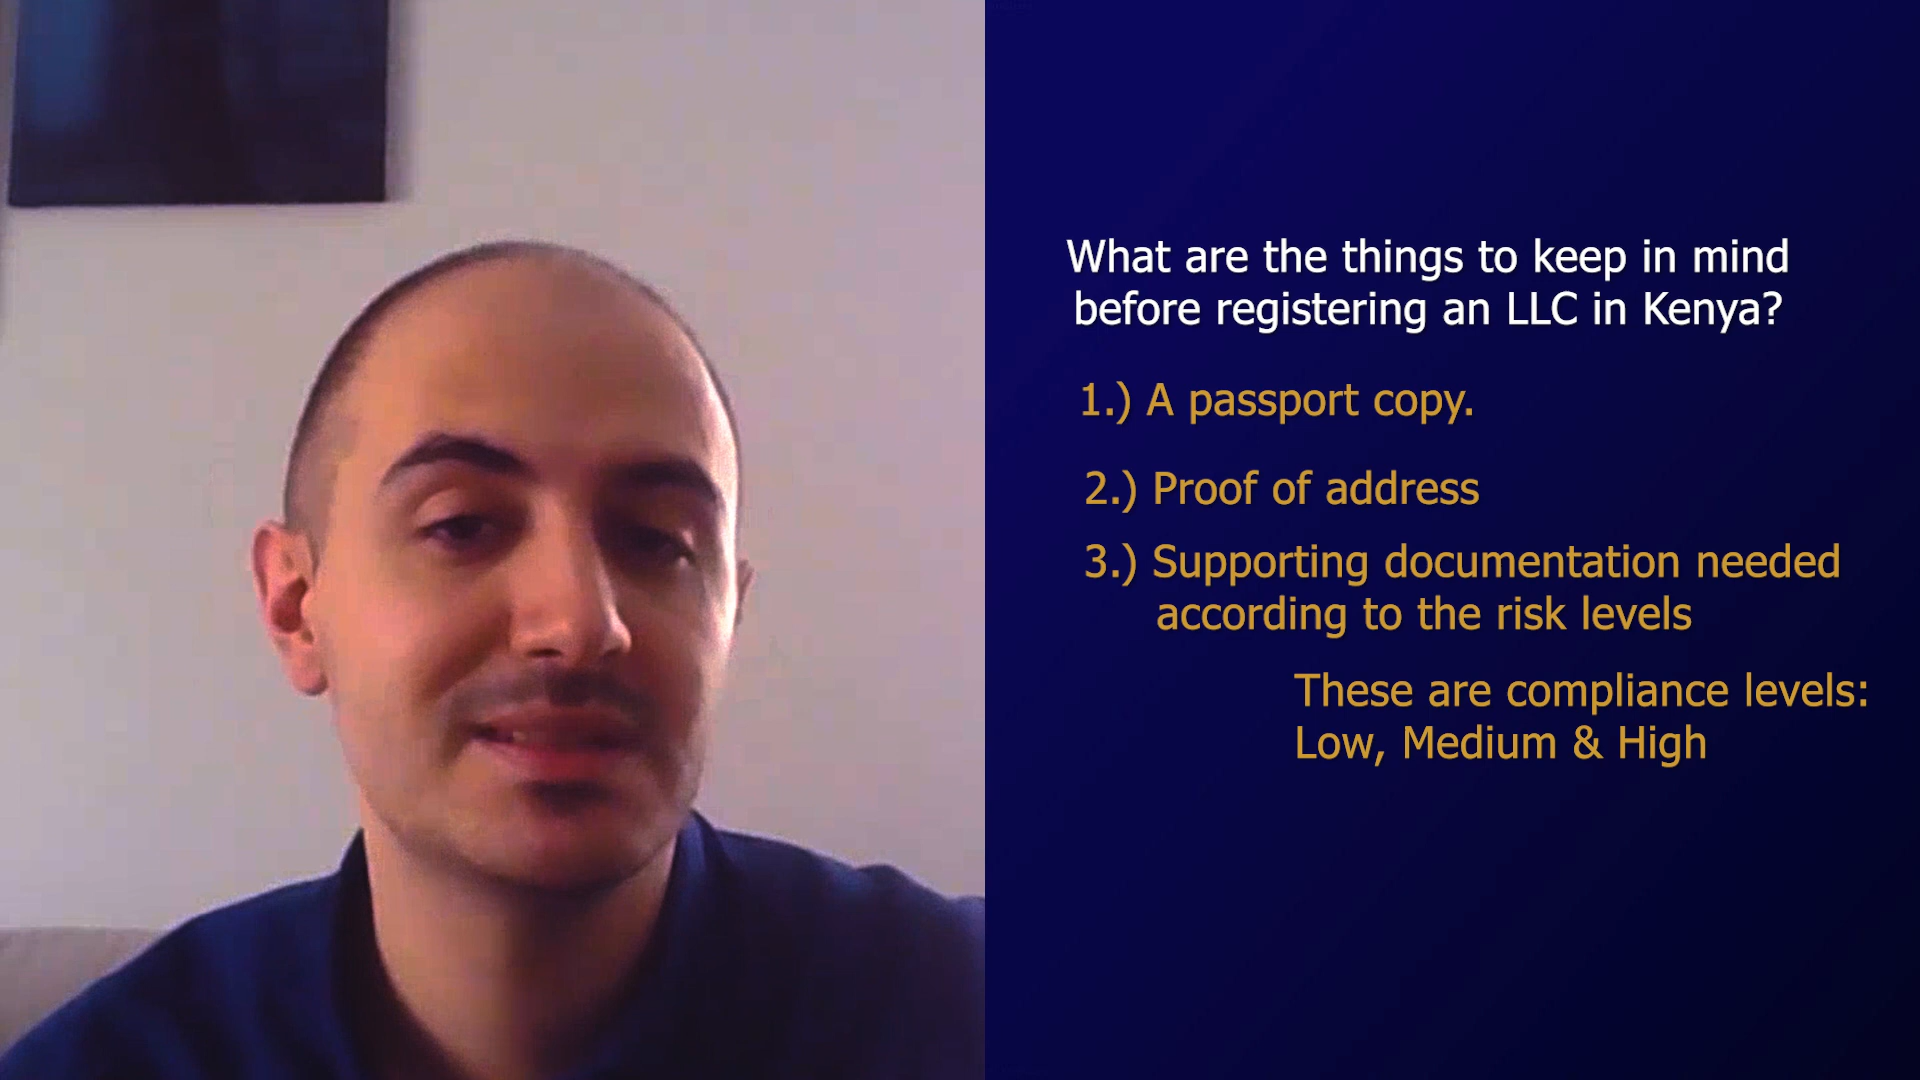 What are the things to keep in mind
before registering an LLC in Kenya?
1.) A passport copy.
2.) Proof of address
3.) Supporting documentation needed
according to the risk levels
These are compliance levels:
Low, Medium & High